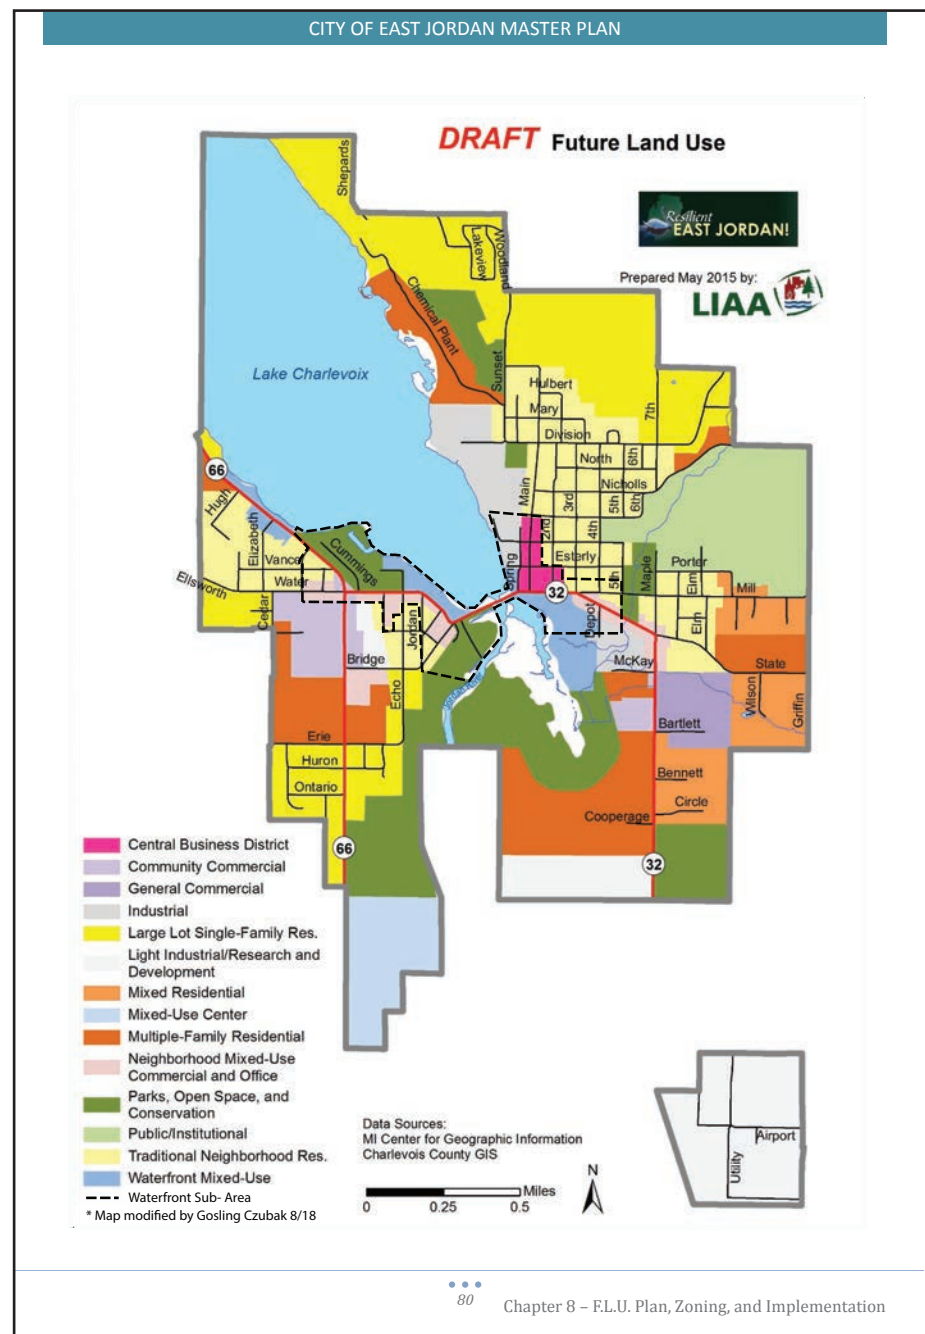 CITY OF EAST JORDAN MASTER PLAN
DRAFT Future Land Use
Resilient
EAST JORDAN!
Prepared May 2015 by:
LIAA
Shepards
Lakeview
Woodland
Chemical Plant
Sunset
Lake Charlevoix
Hulbert
Mary
7th
Division
North
6th
66
Nicholls
Hugh
Main
3rd
5th
6th
Elizabeth
2nd
4th
Vance
Cummings
Esterly
Maple
Porter
Ellsworth
Water
Spring
32
5th
Elm
Mill
Cedar
Jordan
Depot
Elm
Bridge
McKay
State
Echo
Wilson
Griffin
Erie
Bartlett
Huron
Bennett
Ontario
Circle
Cooperage
66
32
Central Business District
Community Commercial
General Commercial
Industrial
Large Lot Single-Family Res.
Light Industrial/Research and
Development
Mixed Residential
Mixed-Use Center
Multiple-Family Residential
Neighborhood Mixed-Use
Commercial and Office
Parks, Open Space, and
Conservation
Public/Institutional
Traditional Neighborhood Res.
Waterfront Mixed-Use
Waterfront Sub- Area
* Map modified by Gosling Czubak 8/18
Data Sources:
MI Center for Geographic Information
Charlevois County GIS
Miles
0 0.25 0.5
N
Airport
Utility
80
Chapter 8 – F.L.U. Plan, Zoning, and Implementation